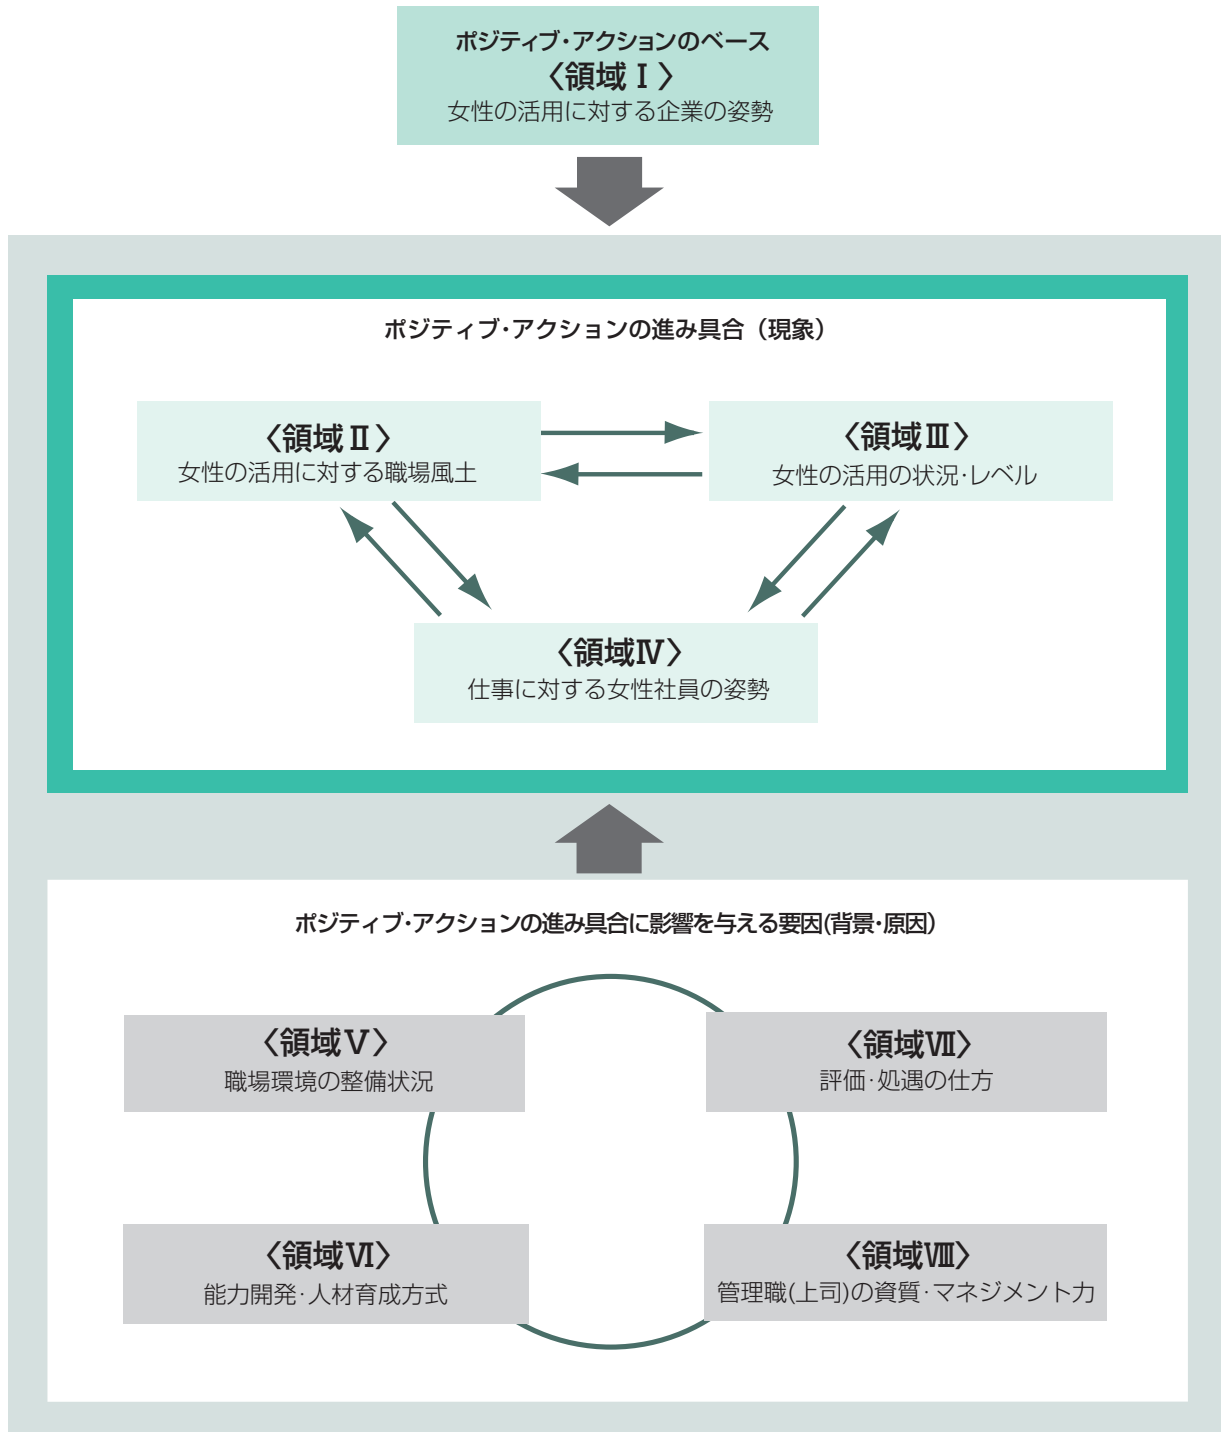 ポジティブ・アクションのベース
〈領域Ⅰ〉
女性の活用に対する企業の姿勢
ポジティブ・アクションの進み具合（現象）
〈領域Ⅱ〉
女性の活用に対する職場風土
〈領域Ⅲ〉
女性の活用の状況・レベル
〈領域Ⅳ〉
仕事に対する女性社員の姿勢
ポジティブ・アクションの進み具合に影響を与える要因(背景・原因)
〈領域Ⅴ〉
職場環境の整備状況
〈領域Ⅶ〉
評価・処遇の仕方
〈領域Ⅵ〉
能力開発・人材育成方式
〈領域Ⅷ〉
管理職(上司)の資質・マネジメント力